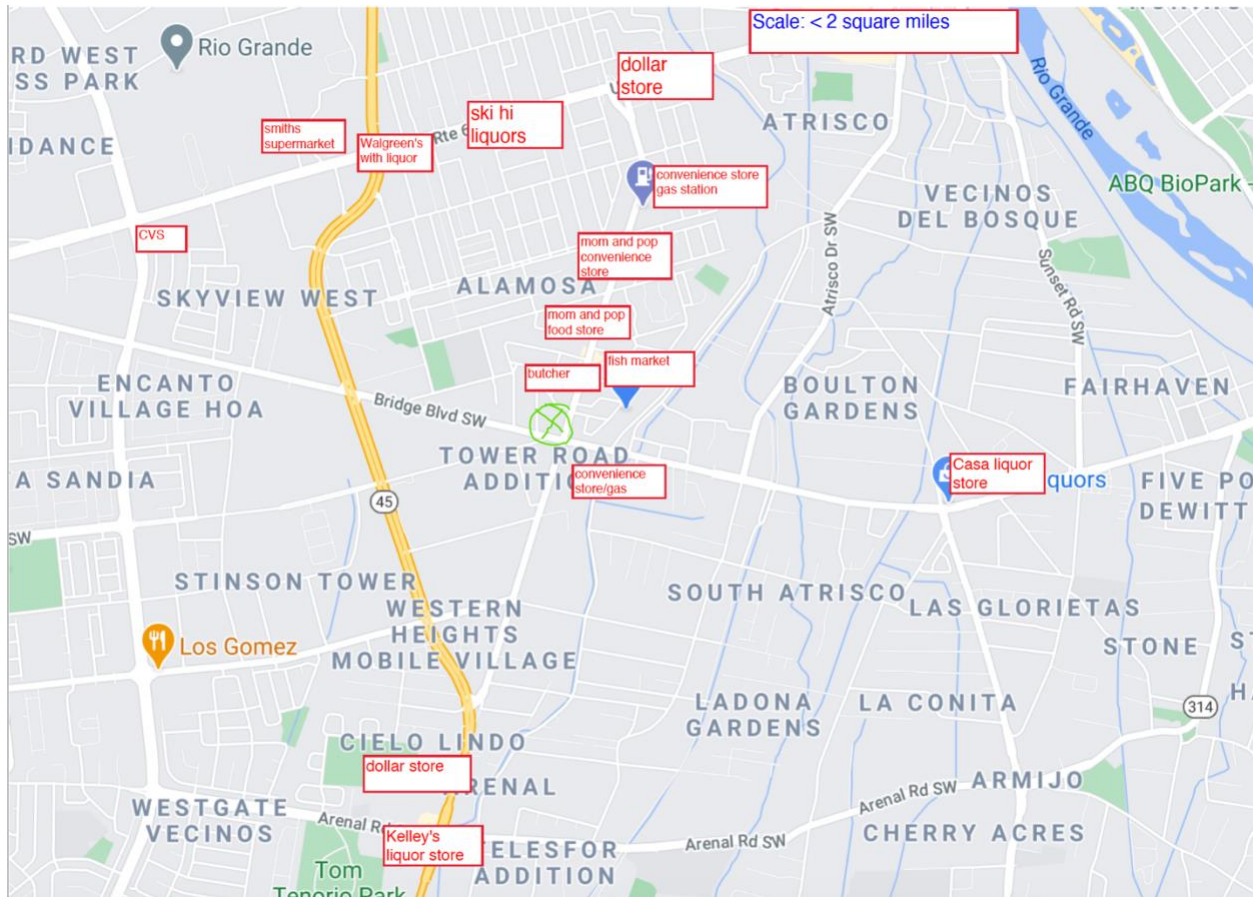 Scale: < 2 square miles
RD WEST
SS PARK
Rio Grande
dollar
store
Rio Grande
ski hi
liquors
ATRISCO
smiths
supermarket
Walgreen's
with liquor
Rte 6
IDANCE
convenience store
gas station
ABQ BioPark
VECINOS
DEL BOSQUE
CVS
mom and pop
convenience
store
Atrisco Dr SW
Sunset Rd SW
SKYVIEW WEST
ALAMOSA
mom and pop
food store
butcher
fish market
ENCANTO
VILLAGE HOA
Bridge Blvd SW
BOULTON
GARDENS
FAIRHAVEN
TOWER ROAD
ADDITIO
convenience
store/gas
Casa liquor
store
quors
A SANDIA
FIVE PO
DEWITT
45
SW
STINSON TOWER
SOUTH ATRISCO
LAS GLORIETAS
WESTERN
HEIGHTS
MOBILE VILLAGE
Los Gomez
STONE
LADONA
GARDENS
LA CONITA
314
CIELO LINDO
dollar store
RENAL
ARMIJO
WESTGATE
VECINOS
Arenal Rd
Kelley's
liquor store
Arenal Rd SW
Arenal Rd SW
CHERRY ACRES
ELESFOR
ADDITION
Tom
Tenorio Park